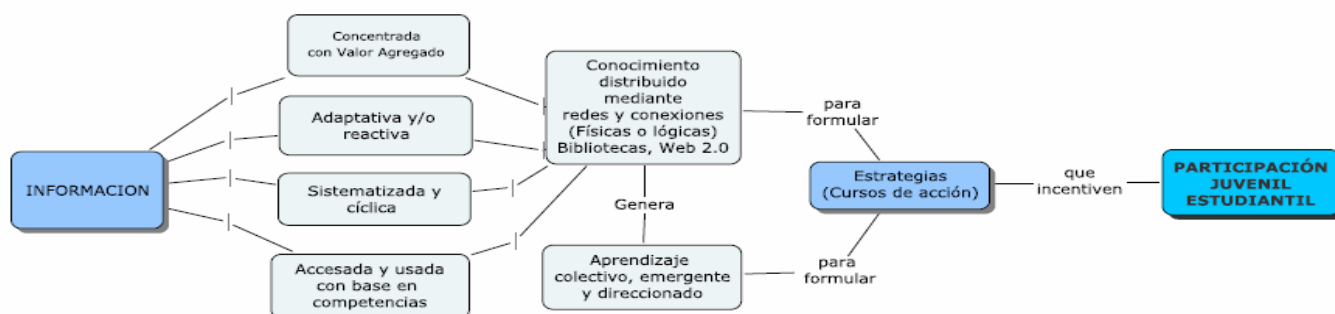 Concentrada
con Valor Agregado
Adaptativa y/o
reactiva
INFORMACION
Sistematizada y
cíclica
Accesada y usada
con base en
competencias
Conocimiento
distribuido
mediante
redes y conexiones
(Físicas o lógicas)
Bibliotecas, Web 2.0
Genera
Aprendizaje
colectivo, emergente
y direccionado
para
formular
para
formular
Estrategias
(Cursos de acción)
que
incentiven
PARTICIPACIÓN
JUVENIL
ESTUDIANTIL